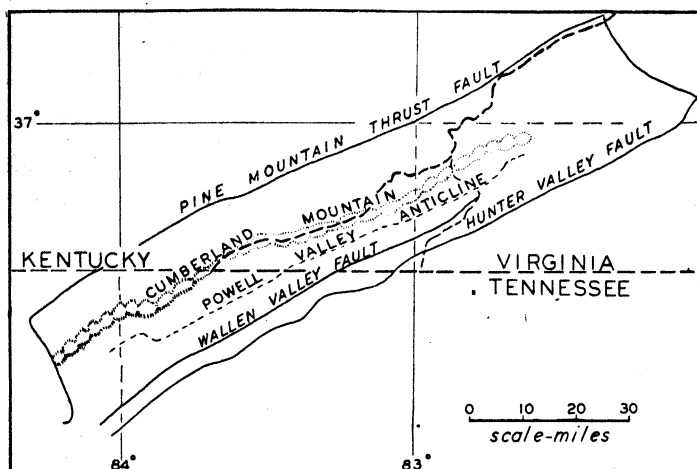 PINE MOUNTAIN THRUST FAULT
37°
CUMBERLAND MOUNTAIN
POWELL VALLEY ANTICLINE
HUNTER VALLEY FAULT
WALLEN VALLEY FAULT
KENTUCKY
VIRGINIA
TENNESSEE
0 10 20 30
scale-miles
84°
83°